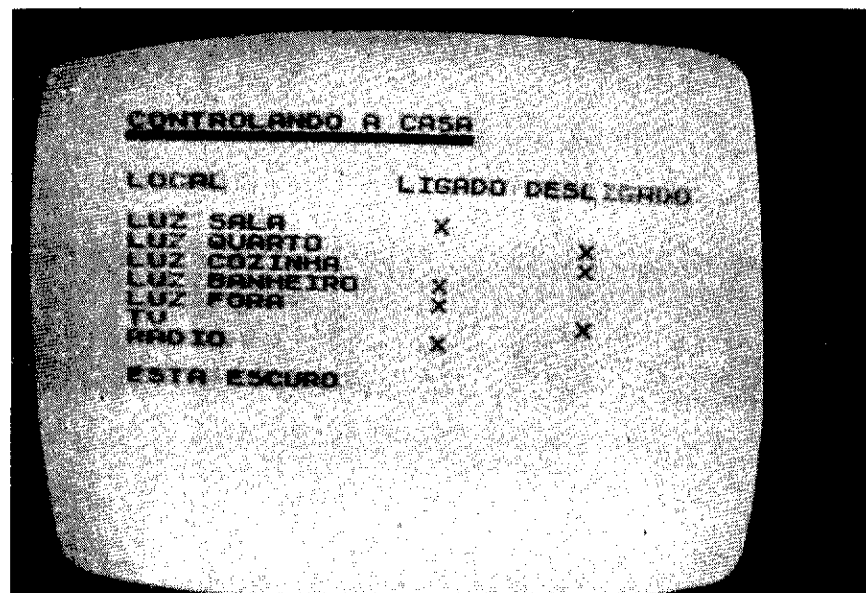 CONTROLANDO A CASA
LOCAL LIGADO DESLIGADO
LUZ SALA X
LUZ QUARTO X
LUZ COZINHA X
LUZ BANHEIRO X
LUZ FORA X
TV X
RADIO X
ESTA ESCURO